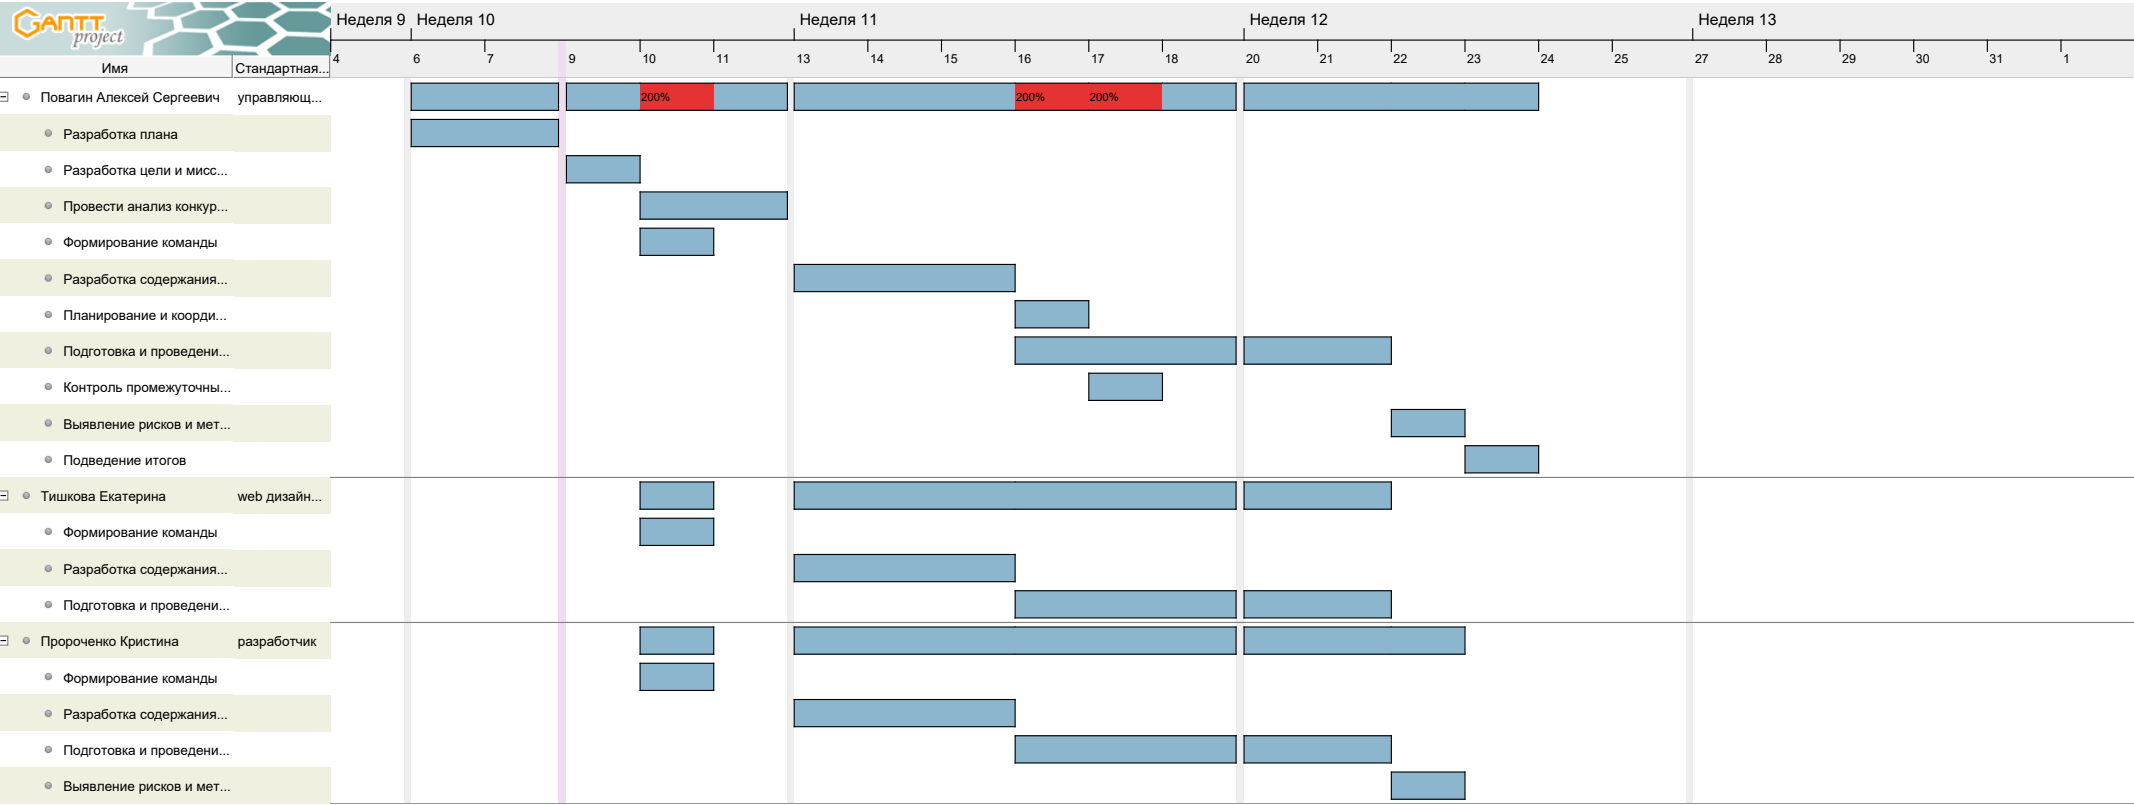 GANTT
project
Неделя 9 Неделя 10 Неделя 11 Неделя 12 Неделя 13
4 6 7 9 10 11 13 14 15 16 17 18 20 21 22 23 24 25 27 28 29 30 31 1
Имя Стандартная...
Повагин Алексей Сергеевич управляющ... 200% 200% 200%
Разработка плана
Разработка цели и мисс...
Провести анализ конкур...
Формирование команды
Разработка содержания...
Планирование и коорди...
Подготовка и проведени...
Контроль промежуточны...
Выявление рисков и мет...
Подведение итогов
Тишкова Екатерина web дизайн...
Формирование команды
Разработка содержания...
Подготовка и проведени...
Пророченко Кристина разработчик
Формирование команды
Разработка содержания...
Подготовка и проведени...
Выявление рисков и мет...